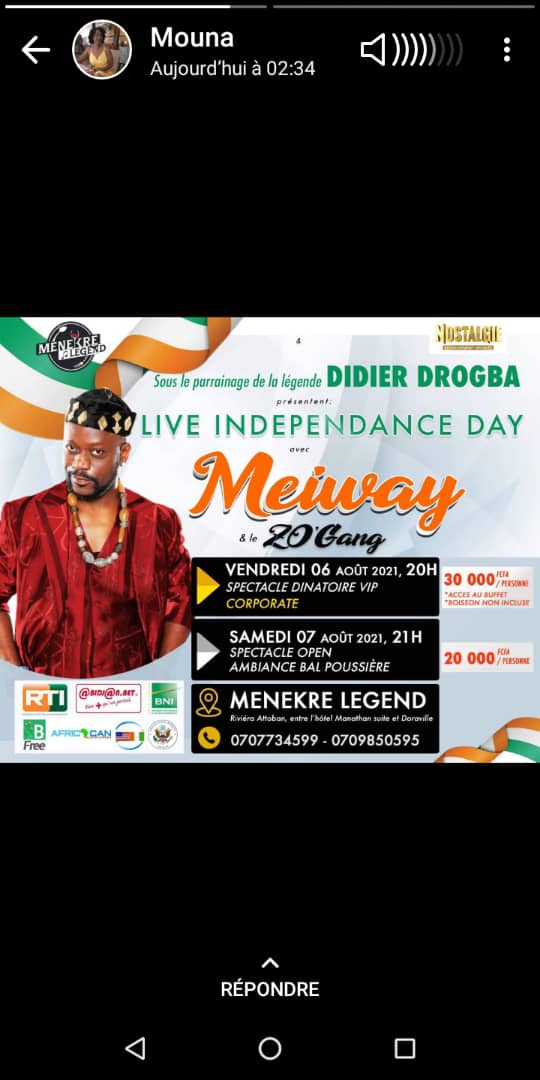 Mouna
Aujourd'hui à 02:34
MENEKRE
LEGEND
&
NOSTALGIE
Sous le parrainage de la légende DIDIER DROGBA
présentent:
LIVE INDEPENDANCE DAY
avec
Meiway
& le ZO'Gang
VENDREDI 06 AOÛT 2021, 20H
SPECTACLE DINATOIRE VIP
CORPORATE
30 000 FCFA / PERSONNE
*ACCES AU BUFFET
*BOISSON NON INCLUSE
SAMEDI 07 AOÛT 2021, 21H
SPECTACLE OPEN
AMBIANCE BAL POUSSIÈRE
20 000 FCFA / PERSONNE
MENEKRE LEGEND
Riviéra Attoban, entre l'hôtel Manathan suite et Doraville
0707734599 - 0709850595
RTI
@BIDJ@N.NET.
BNI
B
Free
AFRICAN
RÉPONDRE